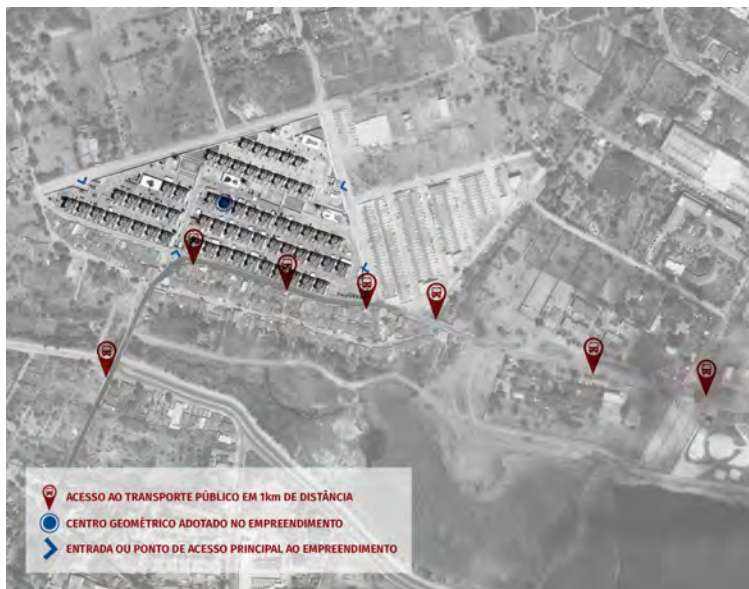 ACESSO AO TRANSPORTE PÚBLICO EM 1km DE DISTÂNCIA
CENTRO GEOMÉTRICO ADOTADO NO EMPREENDIMENTO
ENTRADA OU PONTO DE ACESSO PRINCIPAL AO EMPREENDIMENTO